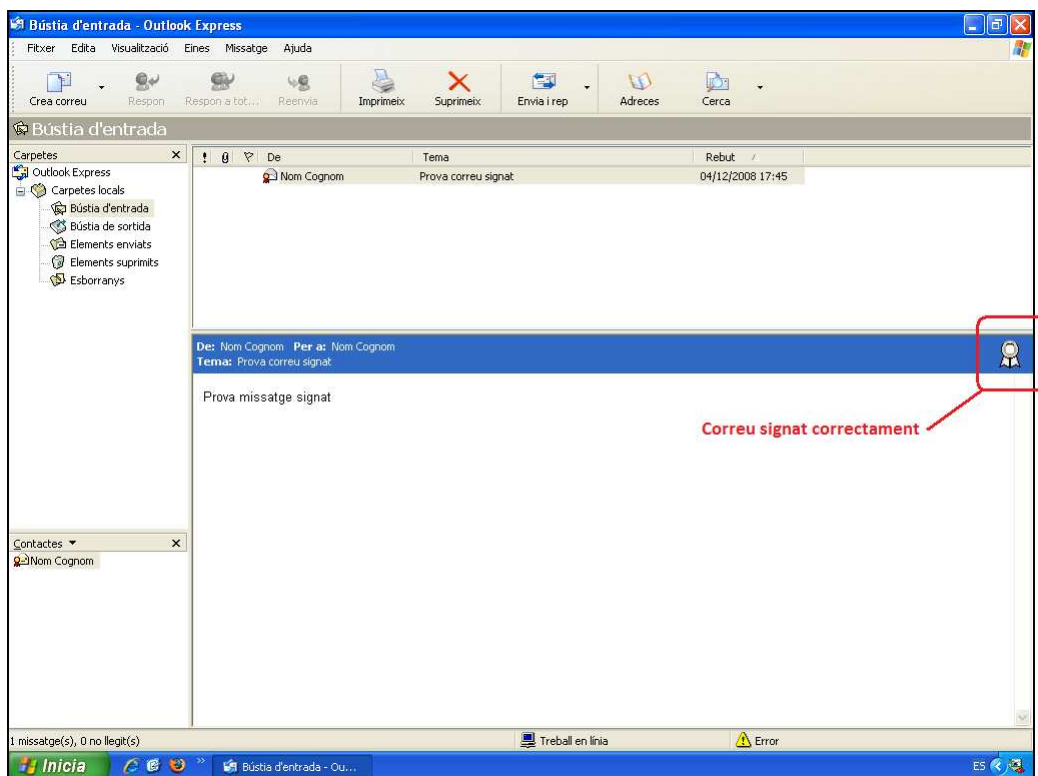 Bústia d'entrada - Outlook Express
Fitxer Edita Visualització Eines Missatge Ajuda
Crea correu Respon Respon a tot... Reenvia Imprimeix Suprimeix Envia i rep Adreces Cerca
Bústia d'entrada
Carpetes
Outlook Express
Carpetes locals
Bústia d'entrada
Bústia de sortida
Elements enviats
Elements suprimits
Esborranys
De Tema Rebut
Nom Cognom Prova correu signat 04/12/2008 17:45
De: Nom Cognom Per a: Nom Cognom
Tema: Prova correu signat
Prova missatge signat
Correu signat correctament
Contactes
Nom Cognom
1 missatge(s), 0 no llegit(s) Treball en línia Error
Inicia Bústia d'entrada - Ou... ES